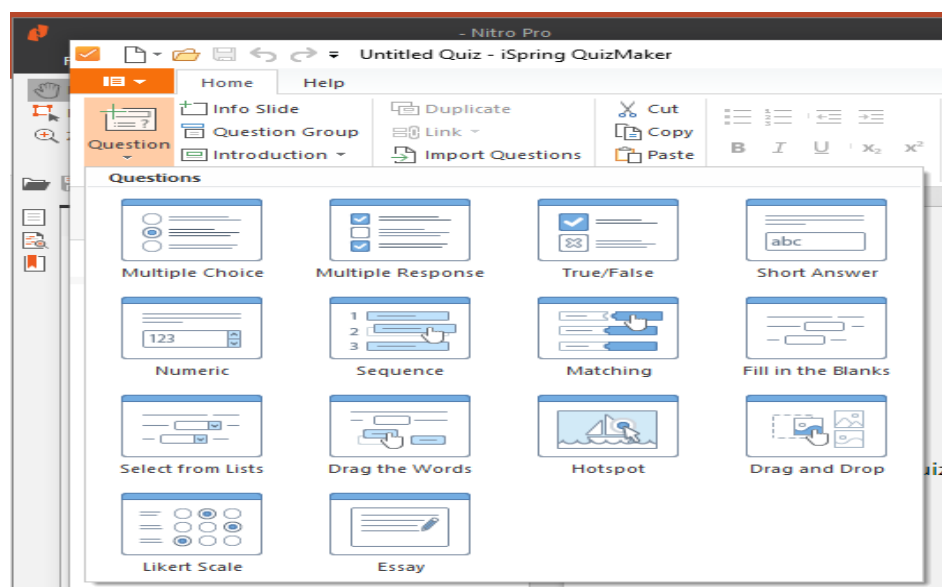 - Nitro Pro
Untitled Quiz - iSpring QuizMaker
Home Help
Info Slide Duplicate Cut
Question Group Link Copy
Question Introduction Import Questions Paste
B I U X₂ X²
Questions
Multiple Choice Multiple Response True/False Short Answer
abc
123
1
2
3
Numeric Sequence Matching Fill in the Blanks
Select from Lists Drag the Words Hotspot Drag and Drop
Likert Scale Essay